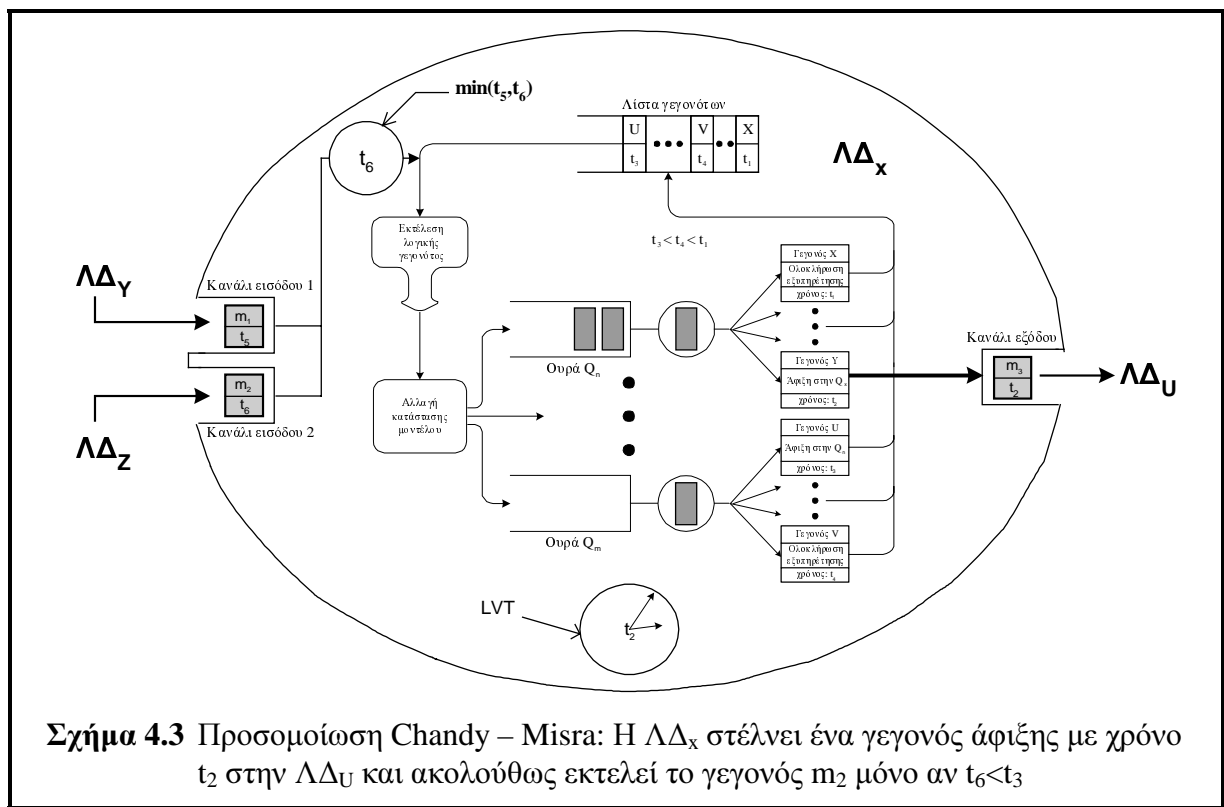 min(t5,t6)
Λίστα γεγονότων
U ••• V •• X
t3 t4 t1
t6
ΛΔx
Εκτέλεση
λογικής
γεγονότος
t3 < t4 < t1
ΛΔY
Κανάλι εισόδου 1
m1
t5
m2
t6
Κανάλι εισόδου 2
ΛΔZ
Αλλαγή
κατάστασης
μοντέλου
Ουρά Qn
Ουρά Qm
Γεγονός X
Ολοκλήρωση
εξυπηρέτησης
χρόνος: t1
Γεγονός Y
Άφιξη στην Qx
χρόνος: t2
Γεγονός U
Άφιξη στην Qn
χρόνος: t3
Γεγονός V
Ολοκλήρωση
εξυπηρέτησης
χρόνος: t4
Κανάλι εξόδου
m3
t2
ΛΔU
LVT
t2
Σχήμα 4.3 Προσομοίωση Chandy – Misra: Η ΛΔx στέλνει ένα γεγονός άφιξης με χρόνο
t2 στην ΛΔU και ακολούθως εκτελεί το γεγονός m2 μόνο αν t6<t3